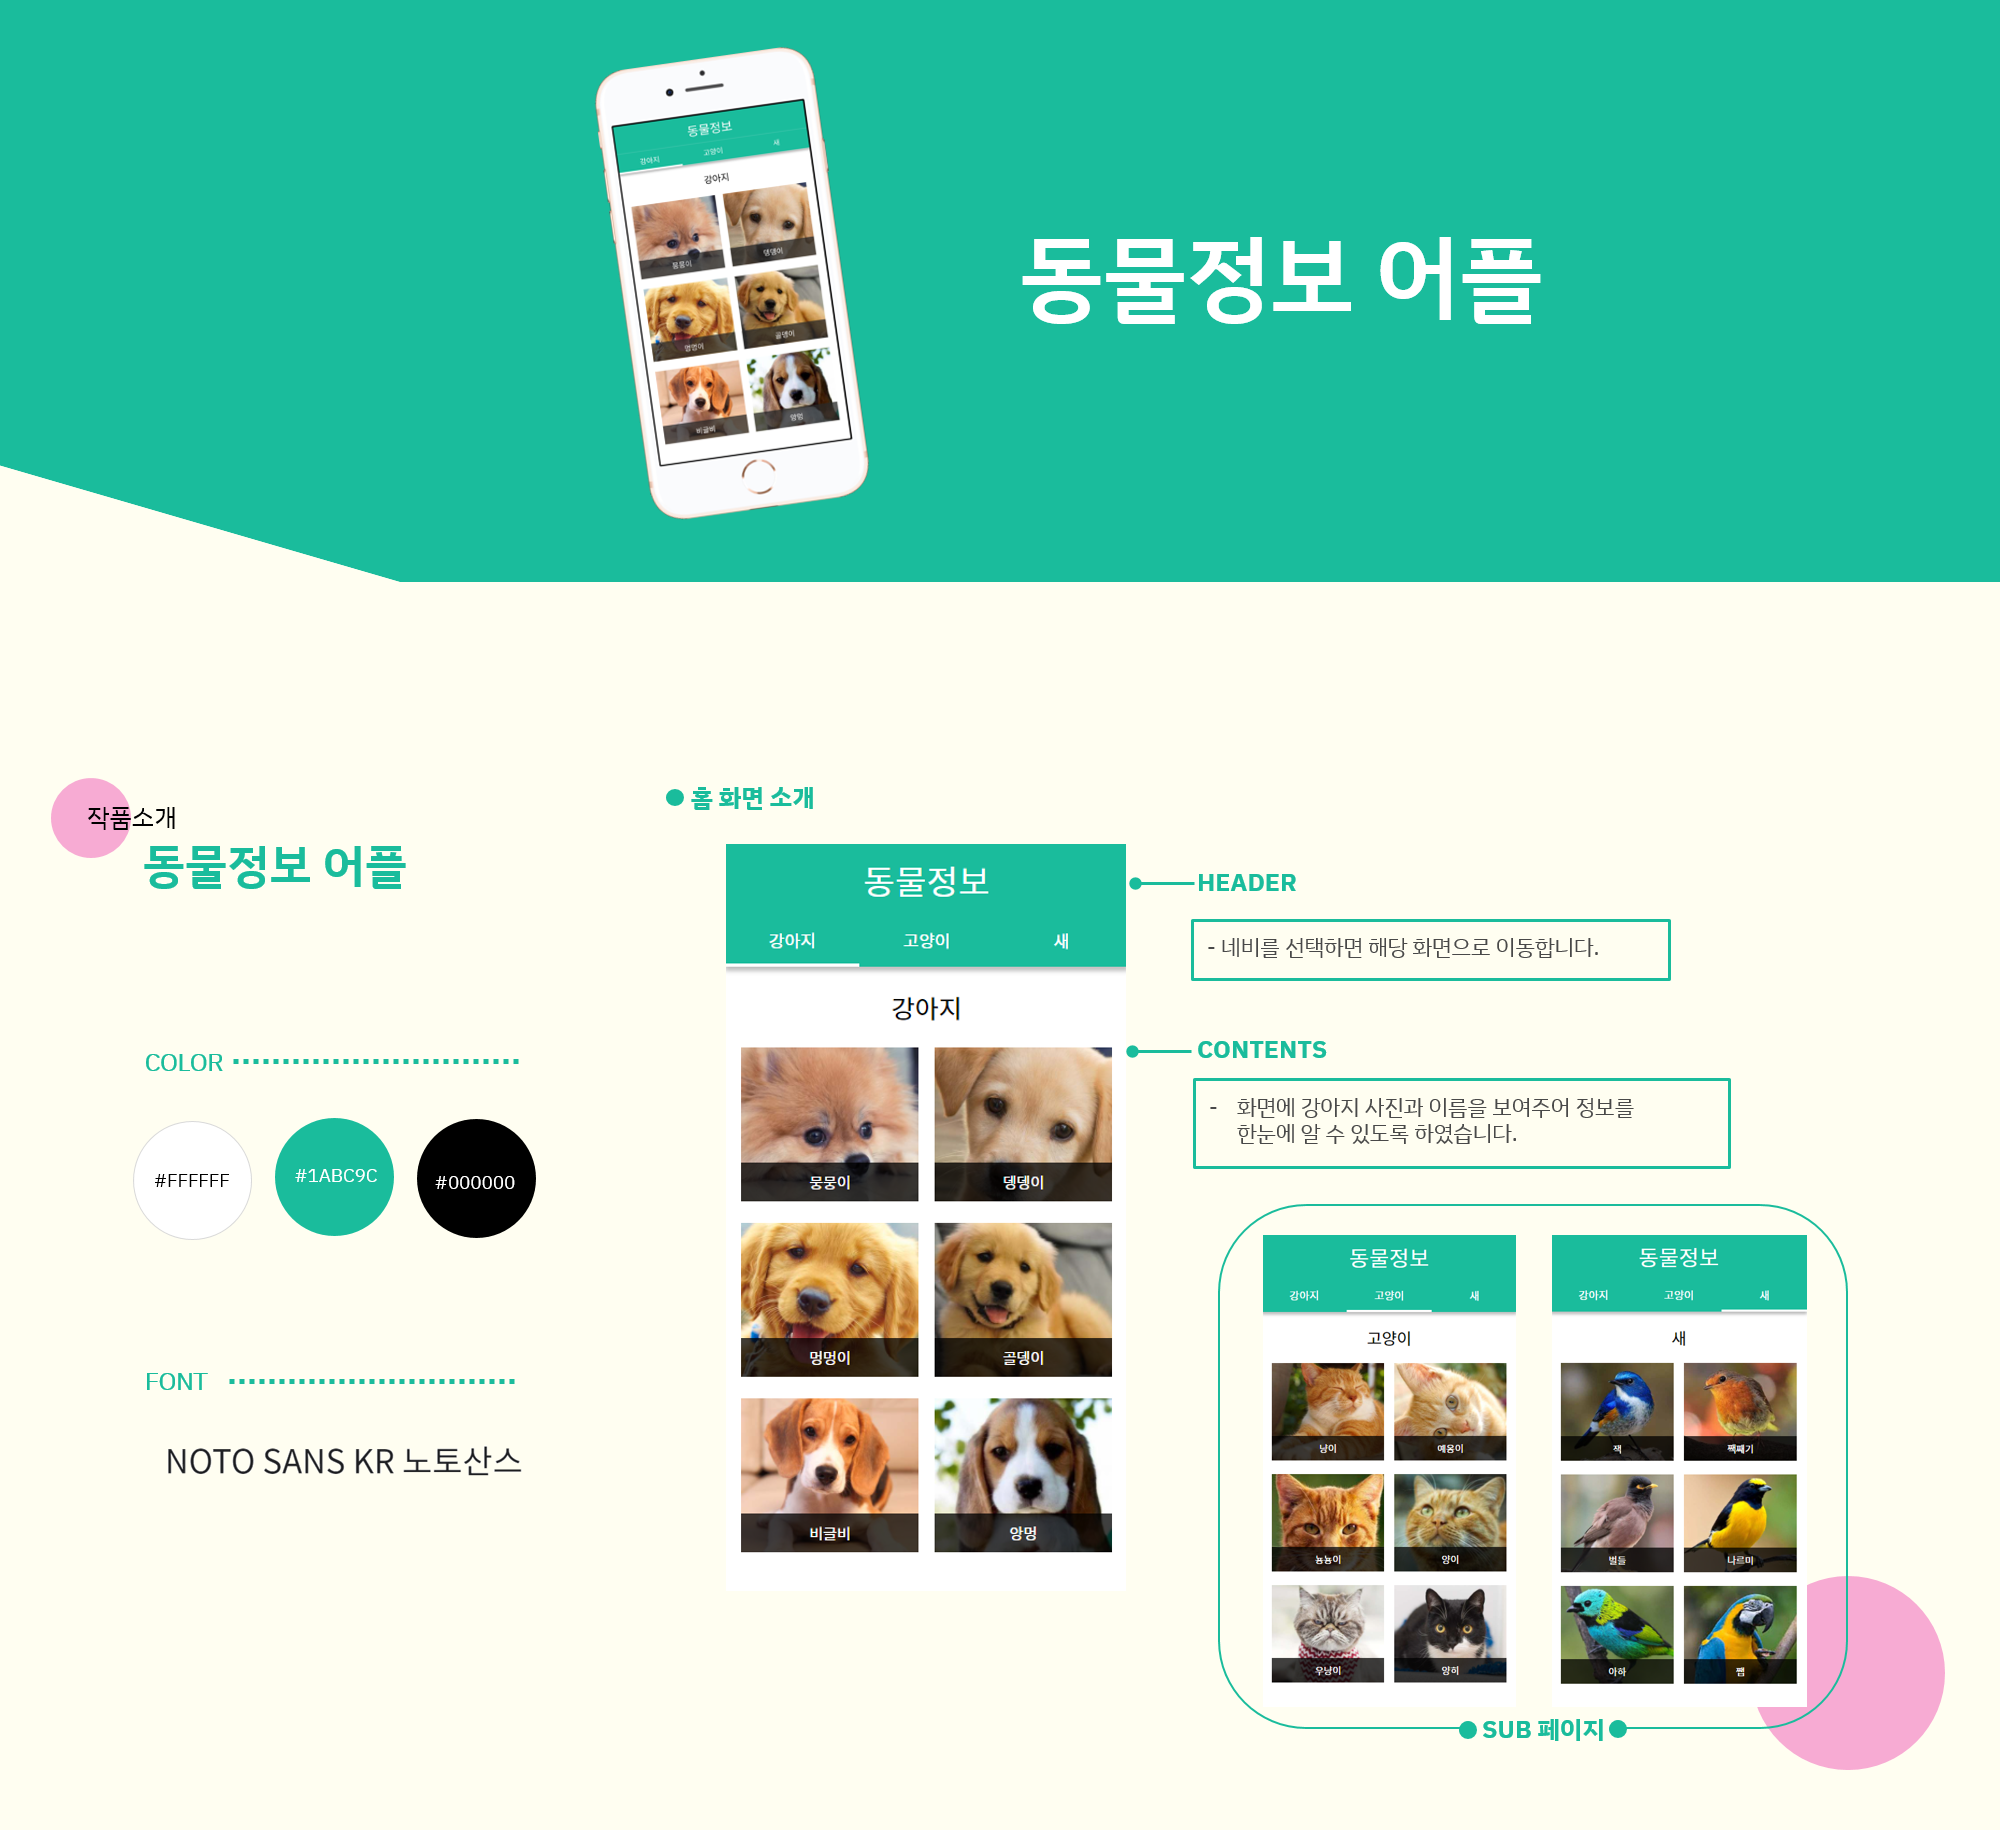 동물정보
강아지 고양이 새
강아지
뭉뭉이 뎅뎅이
멍멍이 골뎅이
비글비 앙멍
동물정보 어플
작품소개
동물정보 어플
COLOR
#FFFFFF #1ABC9C #000000
FONT
NOTO SANS KR 노토산스
홈 화면 소개
동물정보
강아지 고양이 새
강아지
뭉뭉이 뎅뎅이
멍멍이 골뎅이
비글비 앙멍
HEADER
- 네비를 선택하면 해당 화면으로 이동합니다.
CONTENTS
- 화면에 강아지 사진과 이름을 보여주어 정보를
한눈에 알 수 있도록 하였습니다.
동물정보
강아지 고양이 새
고양이
냥이 예옹이
늉늉이 양이
우냥이 양히
동물정보
강아지 고양이 새
새
잭 짹째기
벌들 나르미
아하 쨈
SUB 페이지